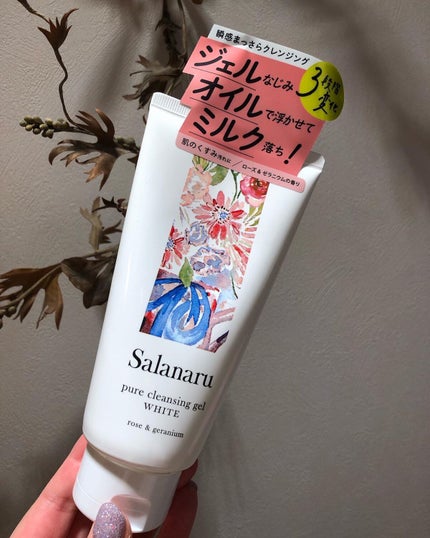 瞬感まっさらクレンジング
ジェルなじみ
オイルで浮かせて
ミルク落ち!
3段階
変化
肌のくすみ汚れに/ローズ&ゼラニウムの香り
Salanaru
pure cleansing gel
WHITE
rose & geranium